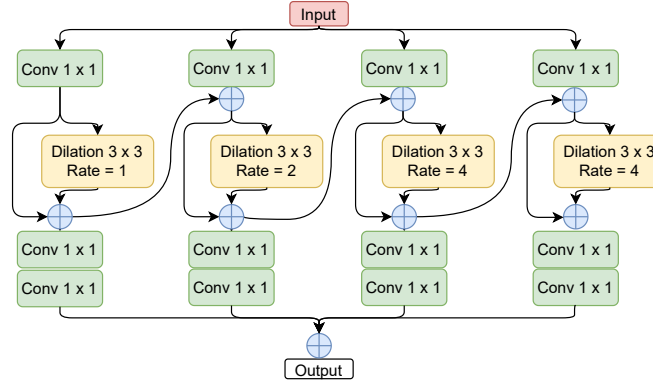 Input
Conv 1 x 1
Conv 1 x 1
Conv 1 x 1
Conv 1 x 1
Dilation 3 x 3
Rate = 1
Dilation 3 x 3
Rate = 2
Dilation 3 x 3
Rate = 4
Dilation 3 x 3
Rate = 4
Conv 1 x 1
Conv 1 x 1
Conv 1 x 1
Conv 1 x 1
Conv 1 x 1
Conv 1 x 1
Conv 1 x 1
Conv 1 x 1
Output